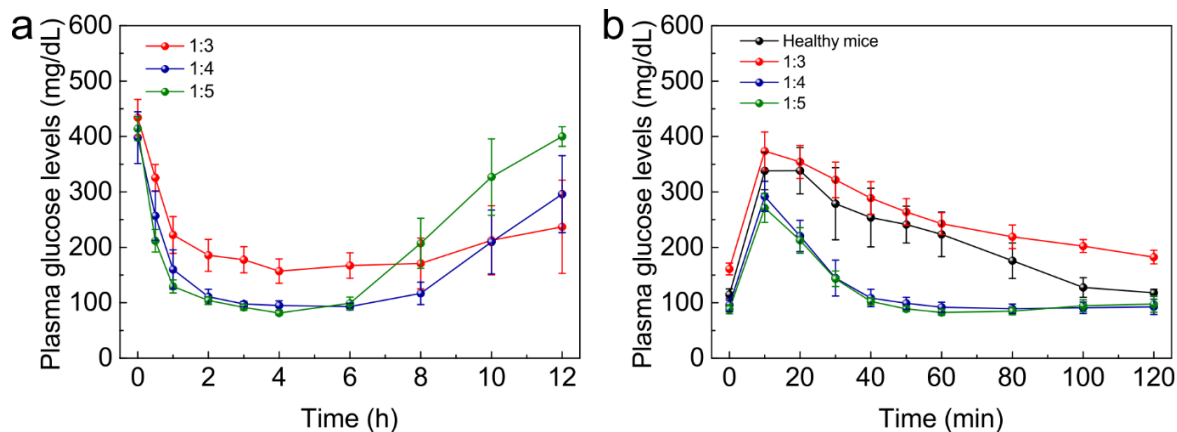 a
Plasma glucose levels (mg/dL)
600
500
400
300
200
100
0
1:3
1:4
1:5
0 2 4 6 8 10 12
Time (h)
b
Plasma glucose levels (mg/dL)
600
500
400
300
200
100
0
Healthy mice
1:3
1:4
1:5
0 20 40 60 80 100 120
Time (min)